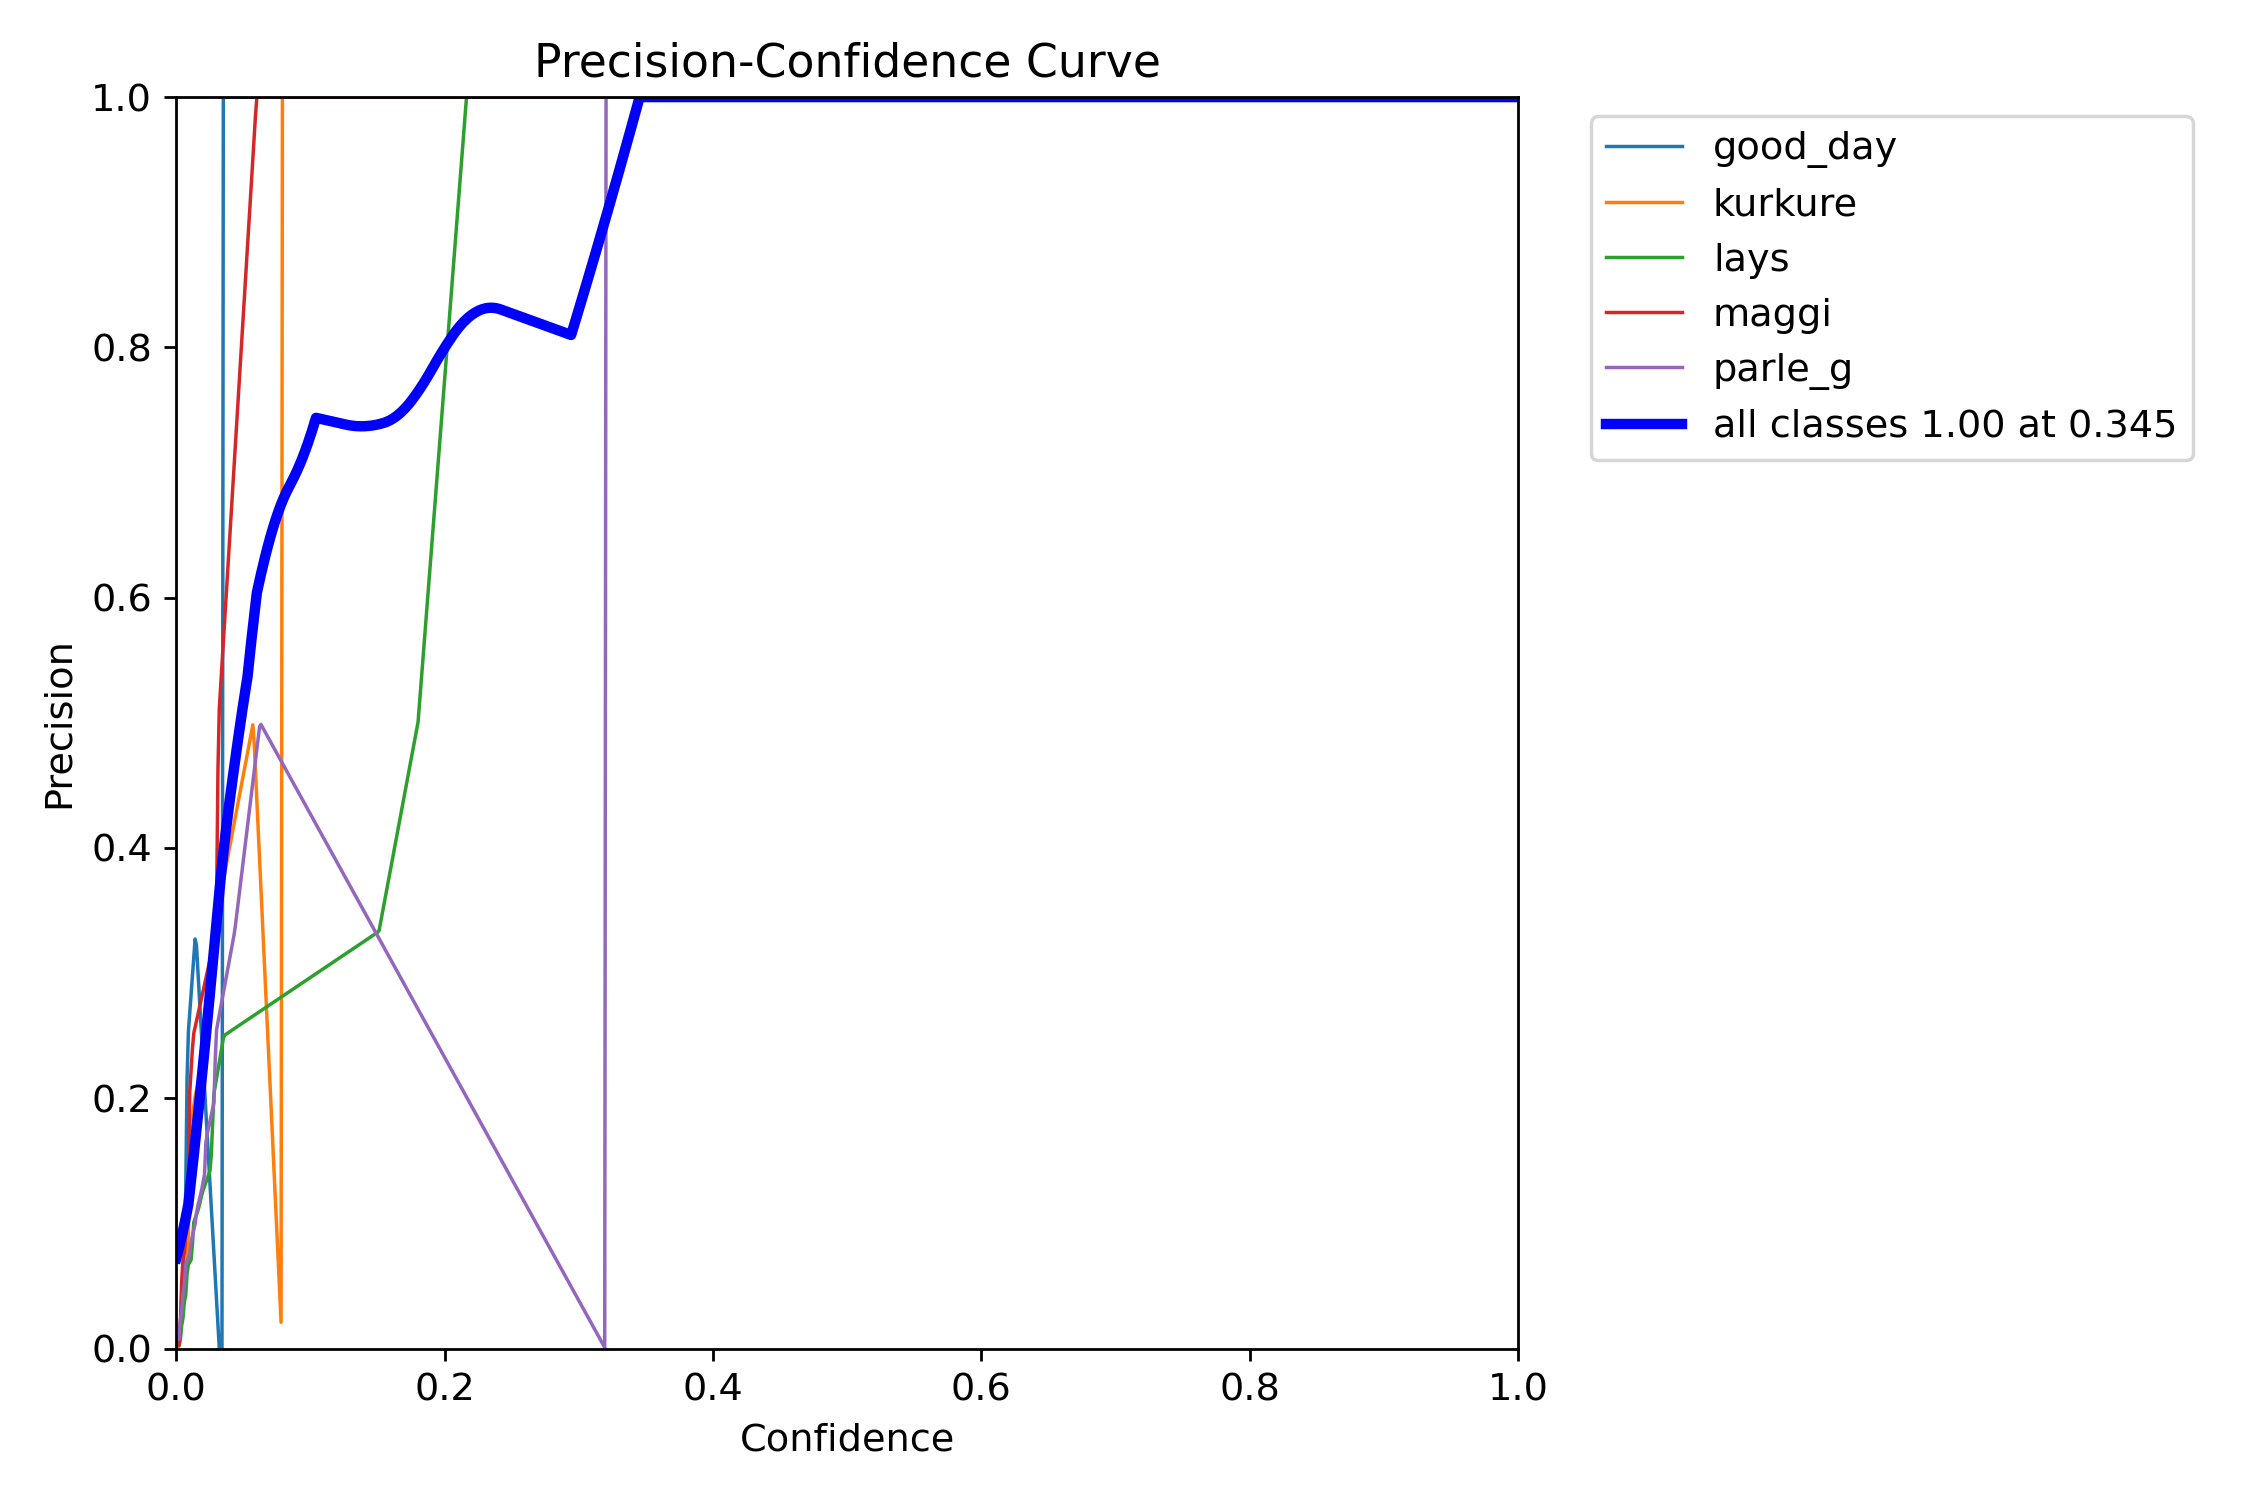 Precision-Confidence Curve
1.0
0.8
0.6
0.4
0.2
0.0
Precision
0.0 0.2 0.4 0.6 0.8 1.0
Confidence
good_day
kurkure
lays
maggi
parle_g
all classes 1.00 at 0.345